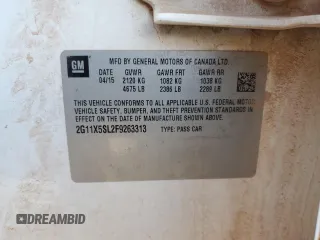 GM
MFD BY GENERAL MOTORS OF CANADA LTD
DATE GVWR GAWR FRT GAWR RR
04/15 2120 KG 1082 KG 1038 KG
4675 LB 2386 LB 2288 LB
THIS VEHICLE CONFORMS TO ALL APPLICABLE U.S. FEDERAL MOTOR
VEHICLE SAFETY, BUMPER, AND THEFT PREVENTION STANDARDS
IN EFFECT ON THE DATE OF MANUFACTURE SHOWN ABOVE.
2G11X5SL2F9263313 TYPE: PASS CAR
DREAMBID